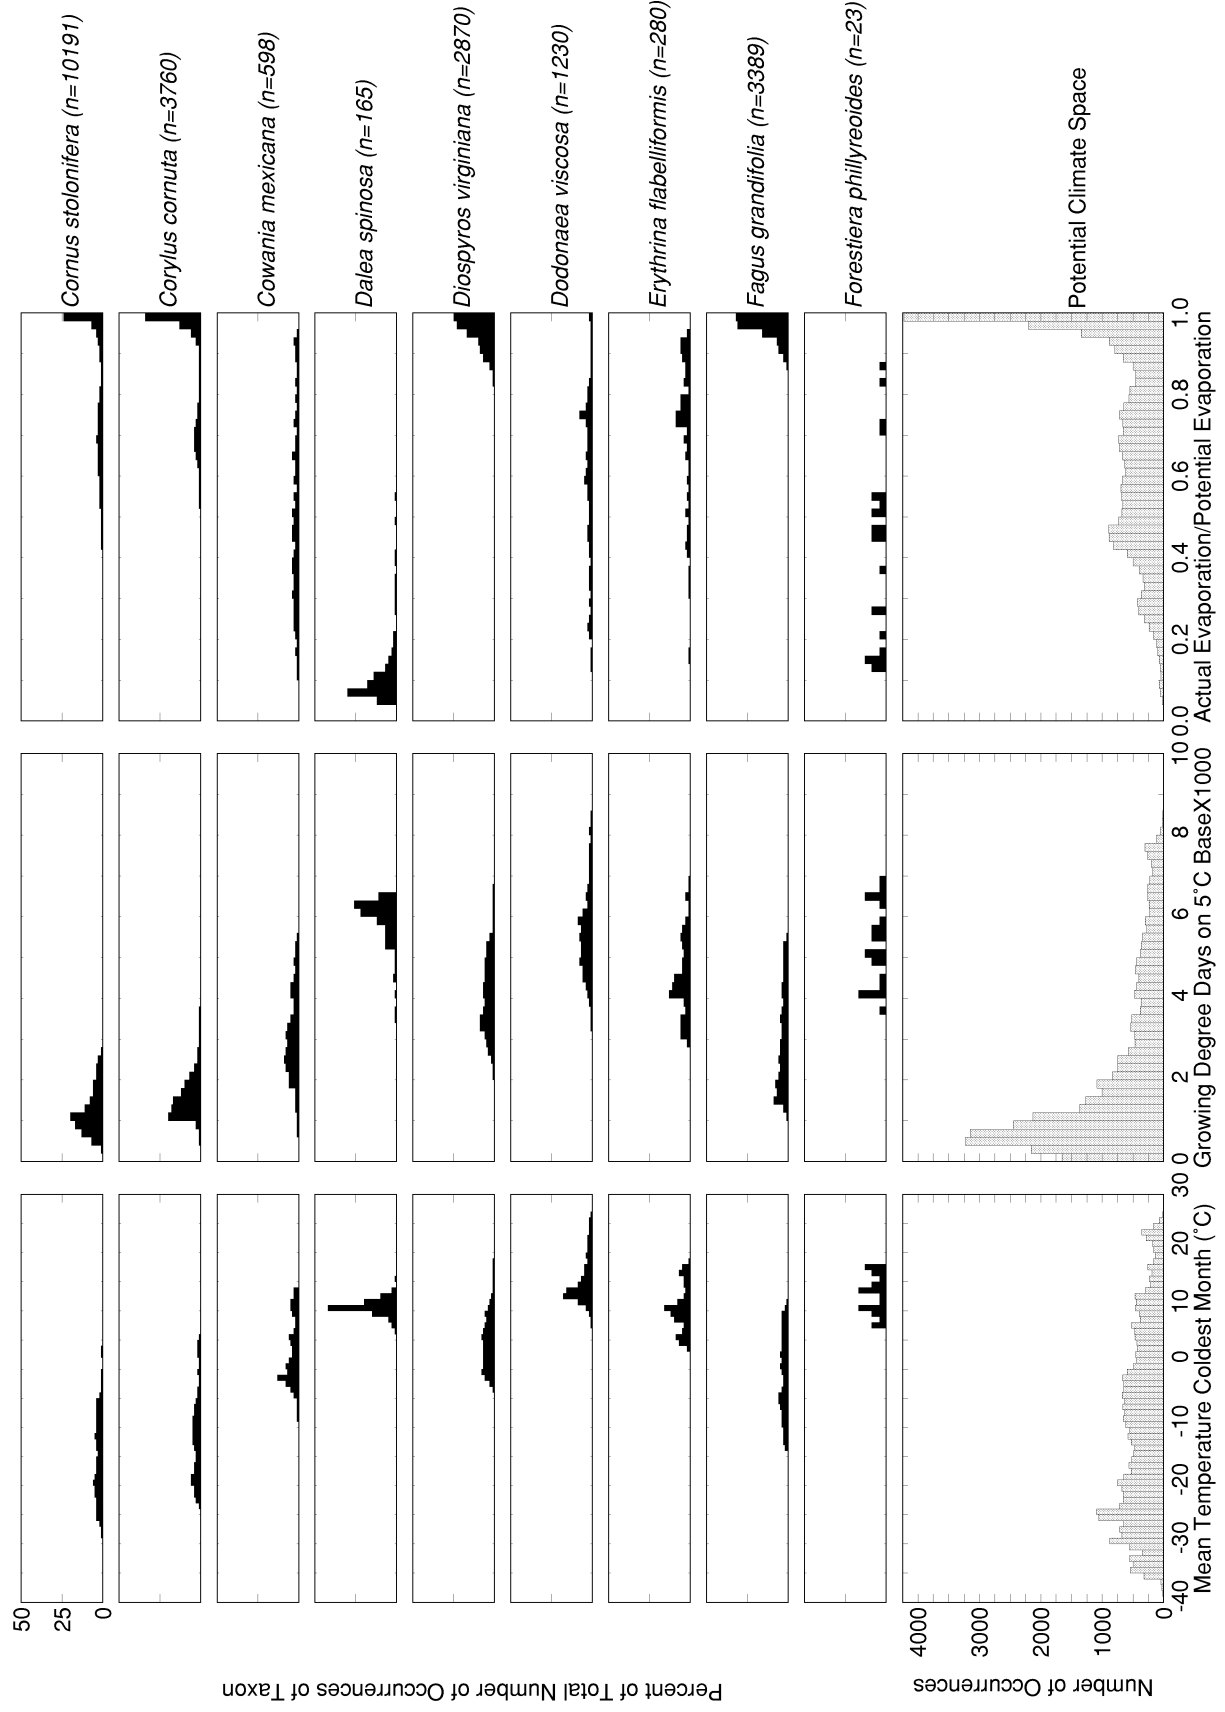 Cornus stolonifera (n=10191)
Corylus cornuta (n=3760)
Cowania mexicana (n=598)
Dalea spinosa (n=165)
Diospyros virginiana (n=2870)
Dodonaea viscosa (n=1230)
Erythrina flabelliformis (n=280)
Fagus grandifolia (n=3389)
Forestiera phillyreoides (n=23)
Potential Climate Space
50
25
0
Percent of Total Number of Occurrences of Taxon
4000
3000
2000
1000
0
Number of Occurrences
-40 -30 -20 -10 0 10 20 30
Mean Temperature Coldest Month (˚C)
0 2 4 6 8 10
Growing Degree Days on 5˚C BaseX1000
0.0 0.2 0.4 0.6 0.8 1.0
Actual Evaporation/Potential Evaporation